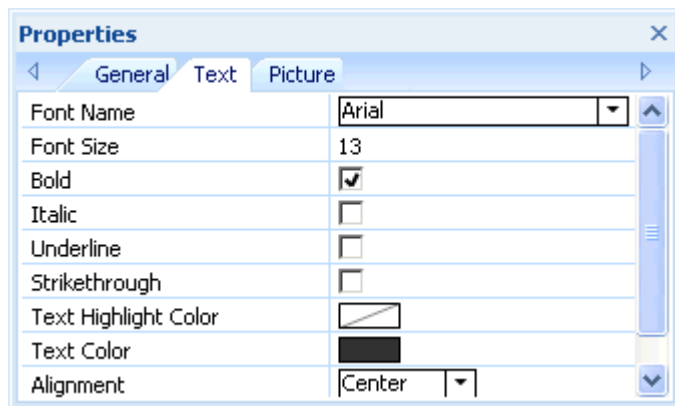 Properties
General Text Picture
Font Name Arial
Font Size 13
Bold
Italic
Underline
Strikethrough
Text Highlight Color
Text Color
Alignment Center